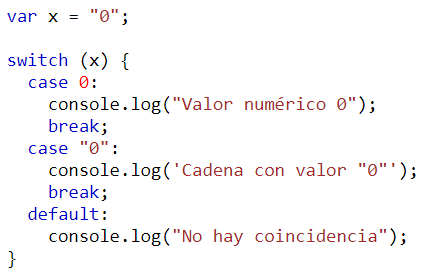 var x = "0";

switch (x) {
  case 0:
    console.log("Valor numérico 0");
    break;
  case "0":
    console.log('Cadena con valor "0"');
    break;
  default:
    console.log("No hay coincidencia");
}